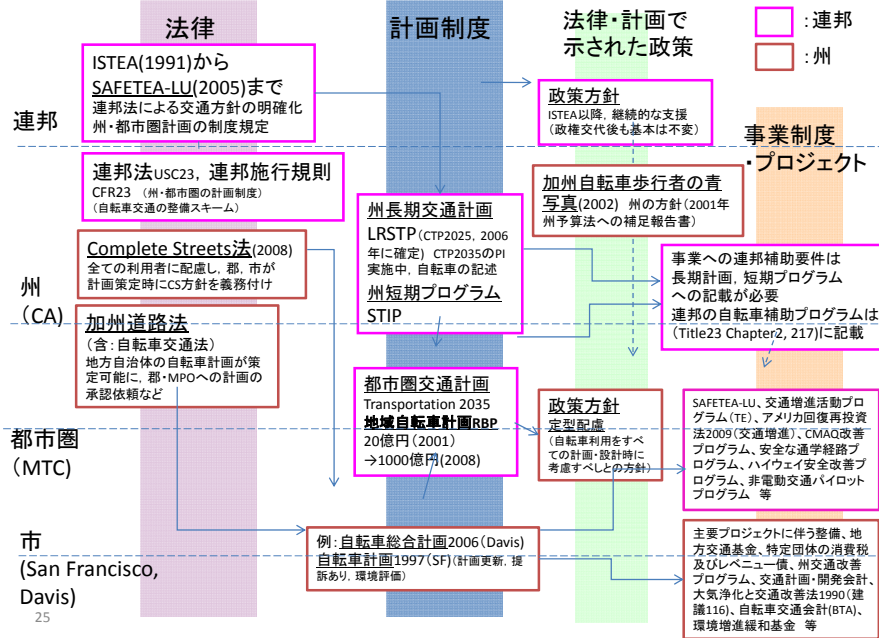 法律
計画制度
法律・計画で
示された政策
：連邦
：州
事業制度
・プロジェクト
連邦
州
（CA）
都市圏
（MTC）
市
(San Francisco,
Davis)
ISTEA(1991)から
SAFETEA-LU(2005)まで
連邦法による交通方針の明確化
州・都市圏計画の制度規定
連邦法USC23，連邦施行規則
CFR23 （州・都市圏の計画制度）
（自転車交通の整備スキーム）
Complete Streets法(2008)
全ての利用者に配慮し、郡，市が
計画策定時にCS方針を義務付け
加州道路法
（含：自転車交通法）
地方自治体の自転車計画が策
定可能に，郡・MPOへの計画の
承認依頼など
州長期交通計画
LRSTP（CTP2025，2006
年に確定） CTP2035のPI
実施中，自転車の記述
州短期プログラム
STIP
都市圏交通計画
Transportation 2035
地域自転車計画RBP
20億円（2001）
→1000億円(2008)
例：自転車総合計画2006(Davis)
自転車計画1997(SF)（計画更新，提
訴あり，環境評価）
政策方針
ISTEA以降，継続的な支援
（政権交代後も基本は不変）
加州自転車歩行者の青
写真(2002) 州の方針（2001年
州予算法への補足報告書）
政策方針
定型配慮
（自転車利用をすべ
ての計画・設計時に
考慮すべしとの方針）
事業への連邦補助要件は
長期計画，短期プログラム
への記載が必要
連邦の自転車補助プログラムは
（Title23 Chapter2, 217)に記載
SAFETEA-LU、交通増進活動プロ
グラム（TE）、アメリカ回復再投資
法2009（交通増進）、CMAQ改善
プログラム、安全な通学経路プ
ログラム、ハイウェイ安全改善プ
ログラム、非電動交通パイロット
プログラム 等
主要プロジェクトに伴う整備、地
方交通基金、特定団体の消費税
及びレベニュー債、州交通改善
プログラム、交通計画・開発会計、
大気浄化と交通改善法1990（建
議116）、自転車交通会計(BTA)、
環境増進緩和基金 等
25